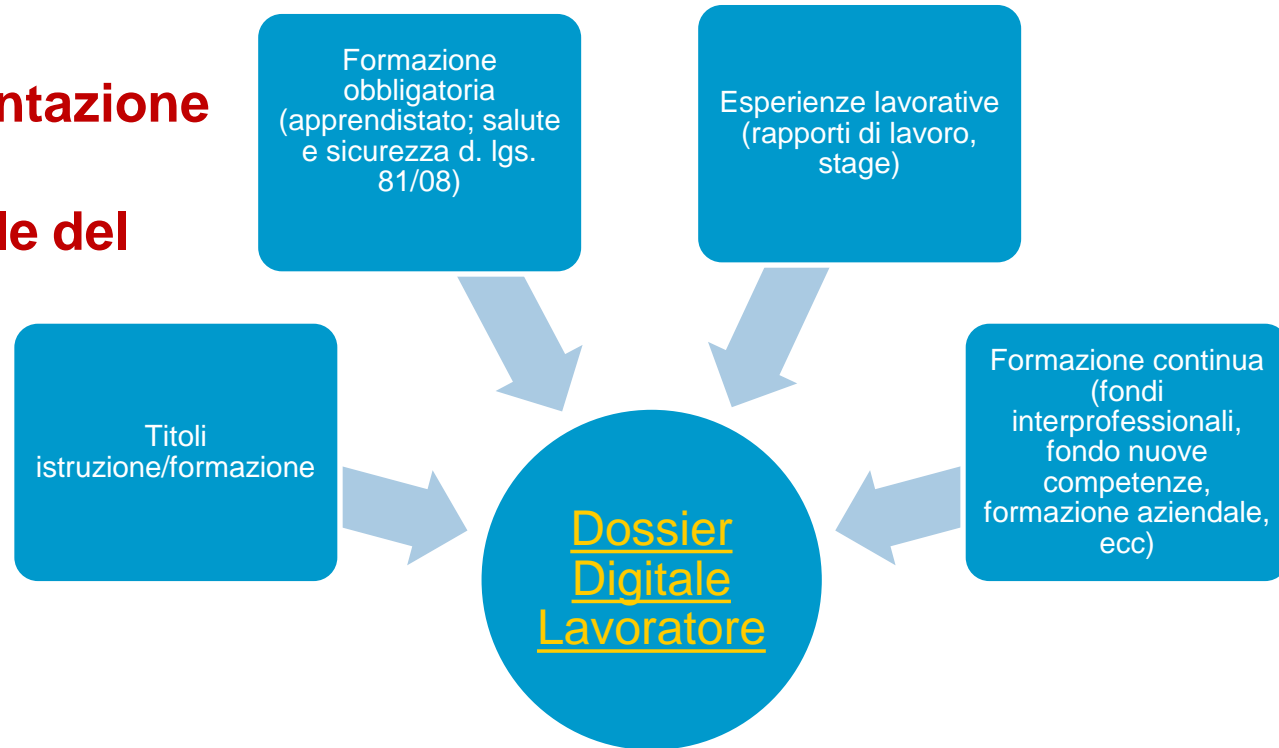 ntazione
le del
Formazione
obbligatoria
(apprendistato; salute
e sicurezza d. lgs.
81/08)
Esperienze lavorative
(rapporti di lavoro,
stage)
Titoli
istruzione/formazione
Formazione continua
(fondi
interprofessionali,
fondo nuove
competenze,
formazione aziendale,
ecc)
Dossier
Digitale
Lavoratore